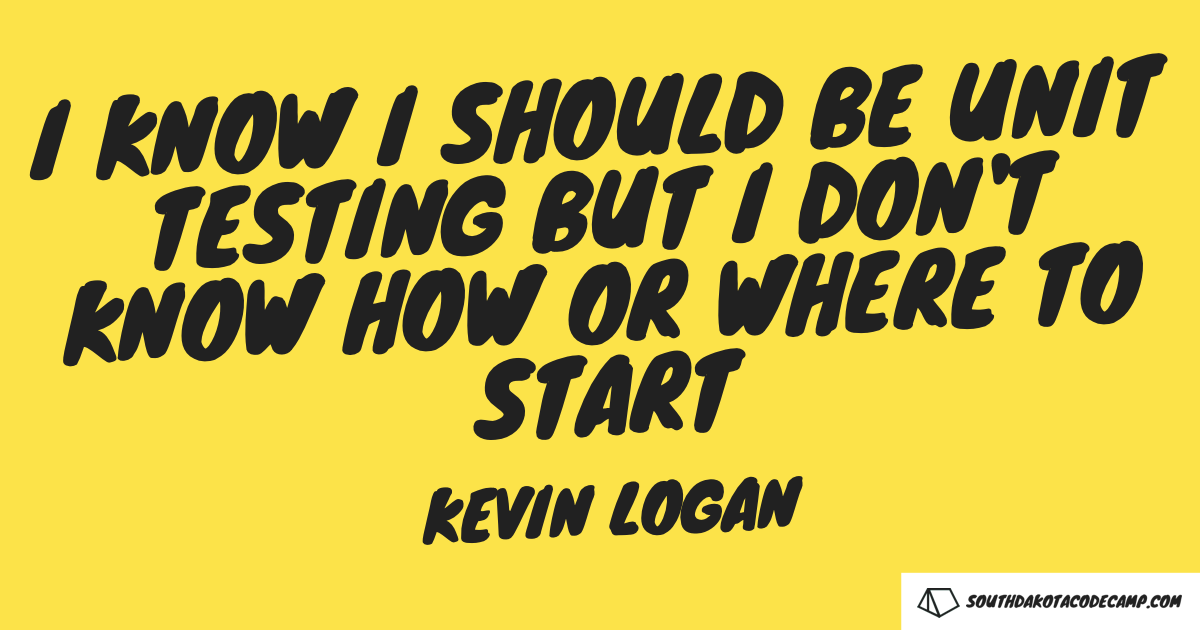 I KNOW I SHOULD BE UNIT
TESTING BUT I DON'T
KNOW HOW OR WHERE TO
START
KEVIN LOGAN
SOUTHDAKOTACODECAMP.COM